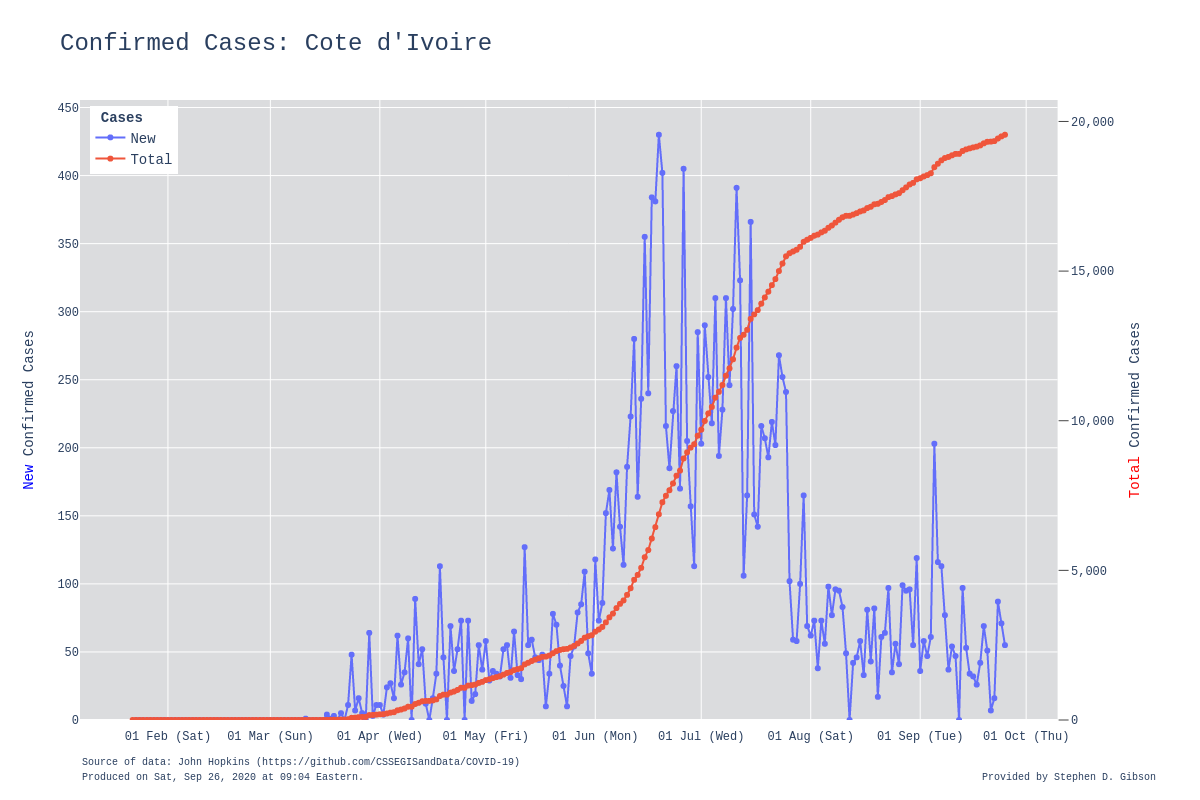 Confirmed Cases: Cote d'Ivoire
Cases
New
Total
450
400
350
300
250
200
150
100
50
0
New Confirmed Cases
20,000
15,000
10,000
5,000
0
Total Confirmed Cases
01 Feb (Sat) 01 Mar (Sun) 01 Apr (Wed) 01 May (Fri) 01 Jun (Mon) 01 Jul (Wed) 01 Aug (Sat) 01 Sep (Tue) 01 Oct (Thu)
Source of data: John Hopkins (https://github.com/CSSEGISandData/COVID-19)
Produced on Sat, Sep 26, 2020 at 09:04 Eastern.
Provided by Stephen D. Gibson